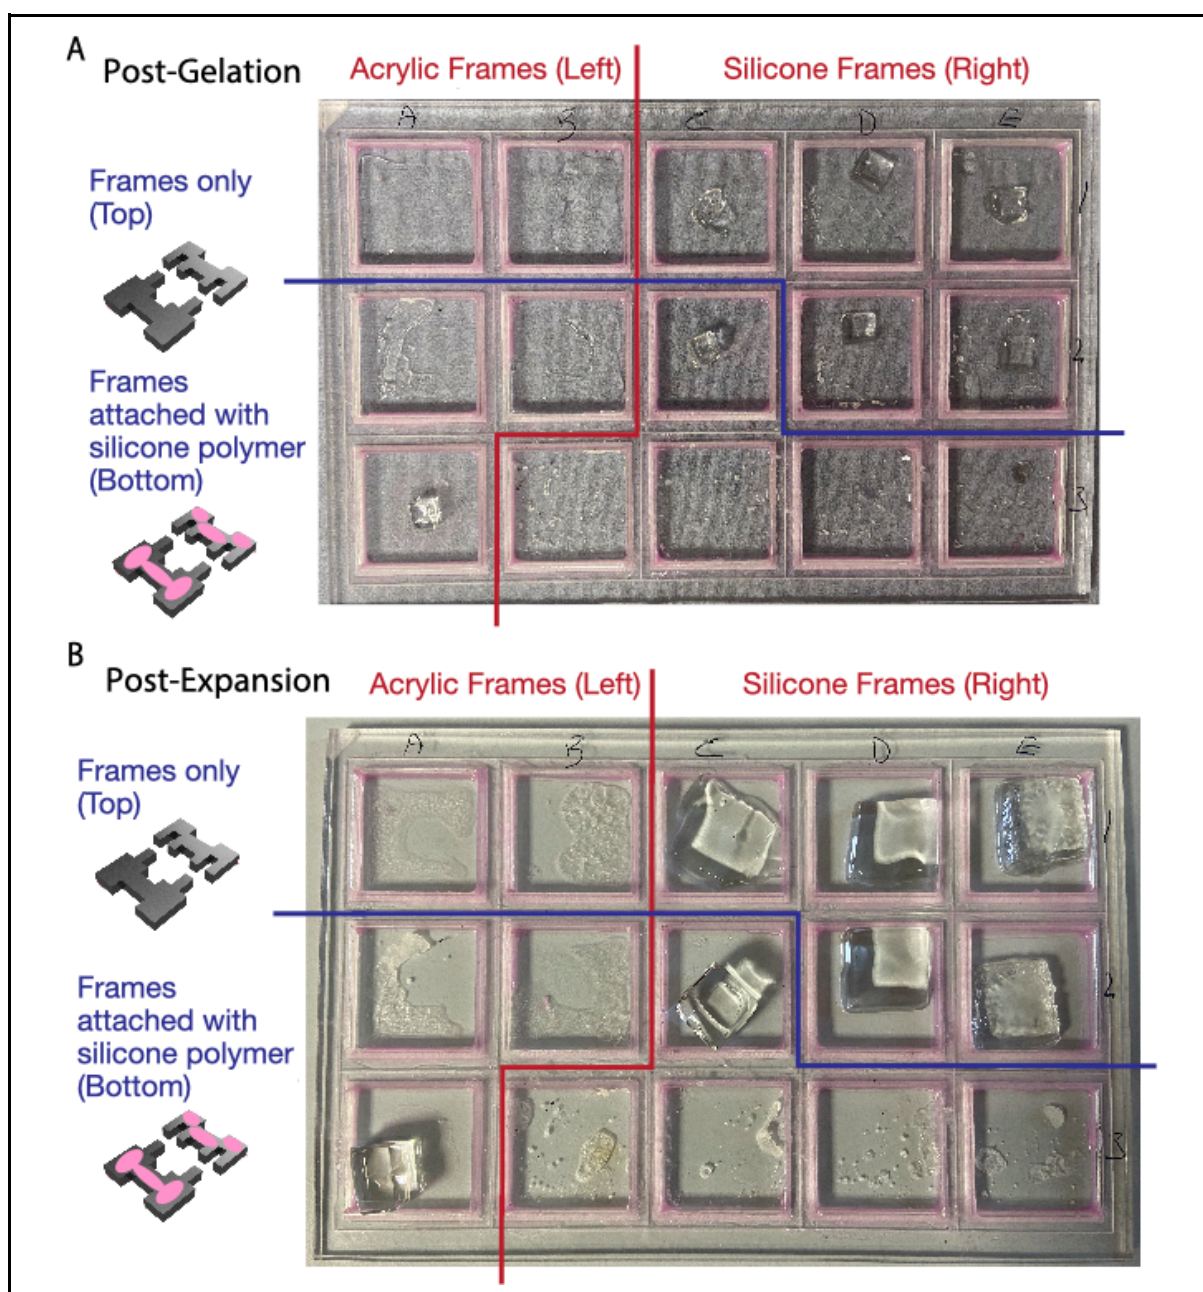 A
Post-Gelation
Acrylic Frames (Left)
Silicone Frames (Right)
A B C D E
Frames only
(Top)
1
Frames
attached with
silicone polymer
(Bottom)
2
3
B
Post-Expansion
Acrylic Frames (Left)
Silicone Frames (Right)
A B C D E
Frames only
(Top)
1
Frames
attached with
silicone polymer
(Bottom)
2
3